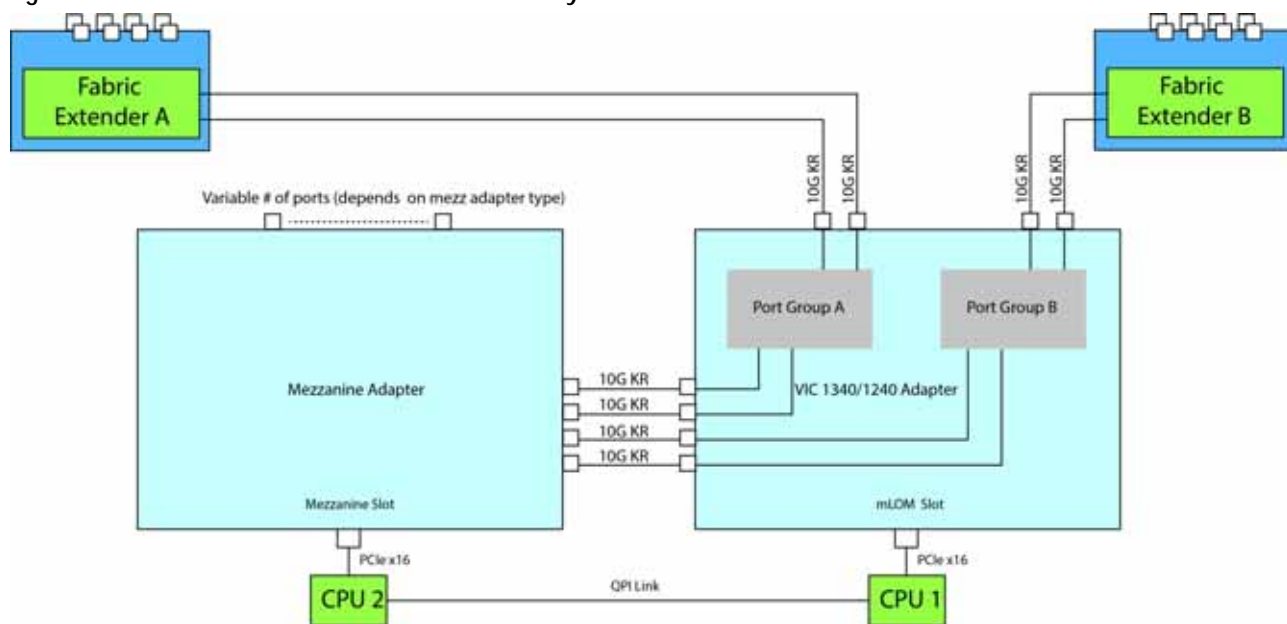 Fabric
Extender A
Fabric
Extender B
10G KR
10G KR
10G KR
10G KR
Variable # of ports (depends on mezz adapter type)
Port Group A
Port Group B
Mezzanine Adapter
10G KR
10G KR
10G KR
10G KR
VIC 1340/1240 Adapter
Mezzanine Slot
mLOM Slot
PCIe x16
PCIe x16
QPI Link
CPU 2
CPU 1